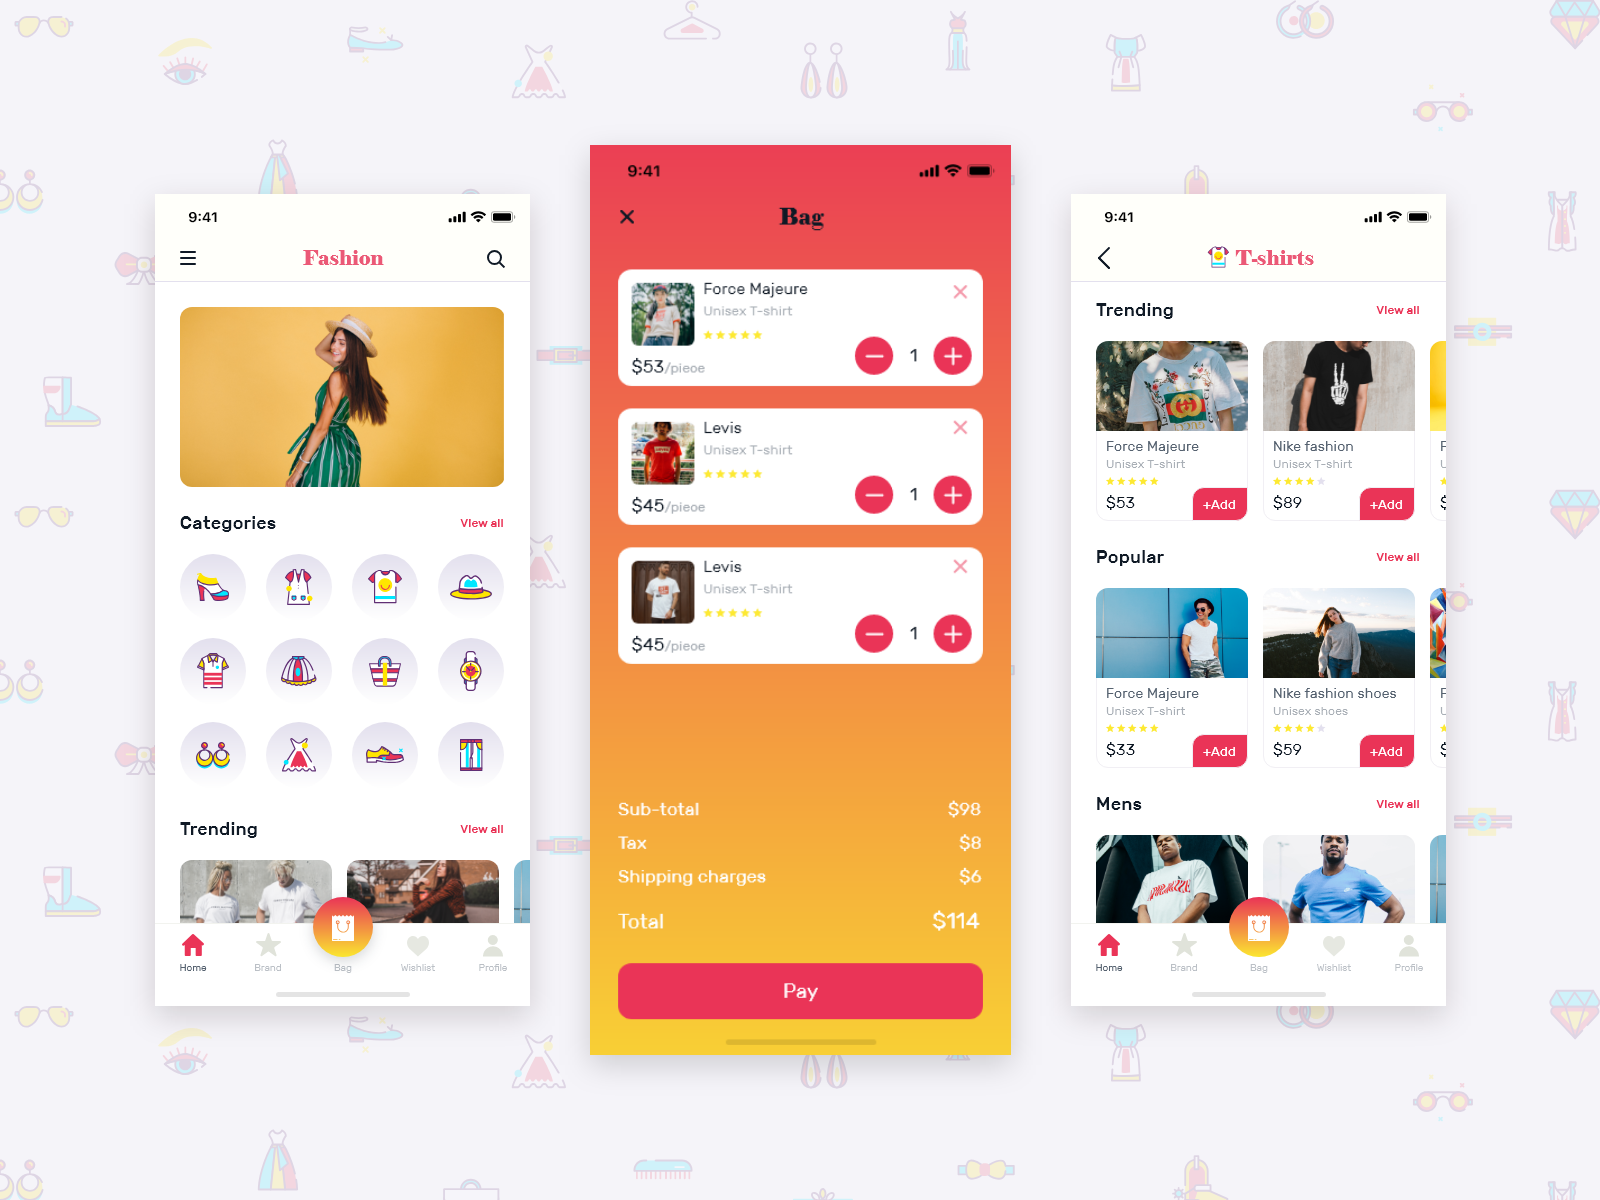 9:41
Fashion
Categories
View all
Trending
View all
Home
Brand
Bag
Wishlist
Profile
9:41
Bag
Force Majeure
Unisex T-shirt
$53/piece
1
Levis
Unisex T-shirt
$45/piece
1
Levis
Unisex T-shirt
$45/piece
1
Sub-total
$98
Tax
$8
Shipping charges
$6
Total
$114
Pay
9:41
T-shirts
Trending
View all
Force Majeure
Unisex T-shirt
$53
+Add
Nike fashion
Unisex T-shirt
$89
+Add
Popular
View all
Force Majeure
Unisex T-shirt
$33
+Add
Nike fashion shoes
Unisex shoes
$59
+Add
Mens
View all
Home
Brand
Bag
Wishlist
Profile